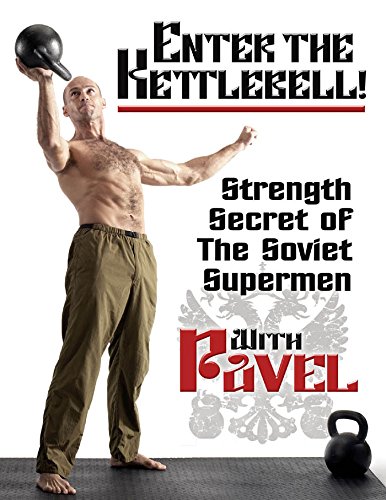 ENTER THE
KETTLEBELL!
Strength
Secret of
The Soviet
Supermen
WITH
PAVEL